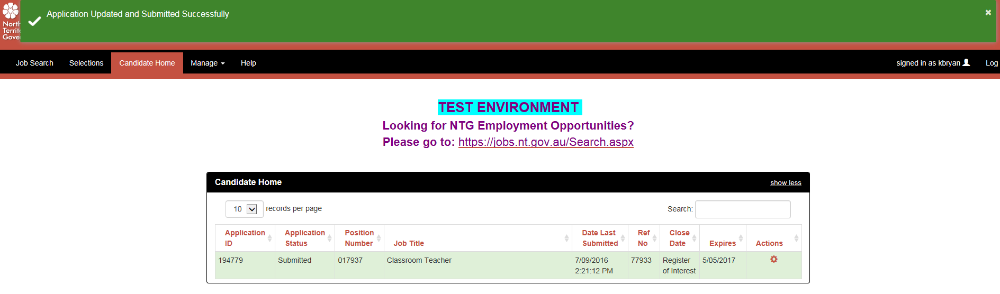 Application Updated and Submitted Successfully
North
Territo
Gover
Job Search Selections Candidate Home Manage Help signed in as kbryan Log
TEST ENVIRONMENT
Looking for NTG Employment Opportunities?
Please go to: https://jobs.nt.gov.au/Search.aspx
Candidate Home show less
10 records per page Search:
Application ID Application Status Position Number Job Title Date Last Submitted Ref No Close Date Expires Actions
194779 Submitted 017937 Classroom Teacher 7/09/2016 2:21:12 PM 77933 Register of Interest 5/05/2017